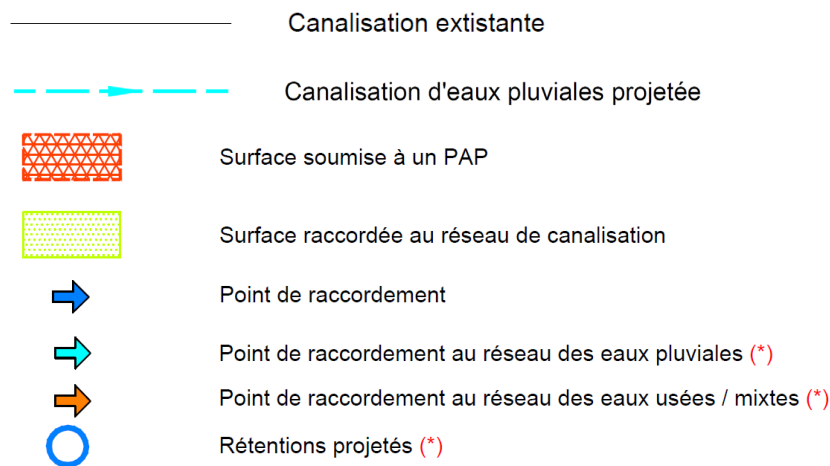 Canalisation extistante
Canalisation d'eaux pluviales projetée
Surface soumise à un PAP
Surface raccordée au réseau de canalisation
Point de raccordement
Point de raccordement au réseau des eaux pluviales (*)
Point de raccordement au réseau des eaux usées / mixtes (*)
Rétentions projetés (*)